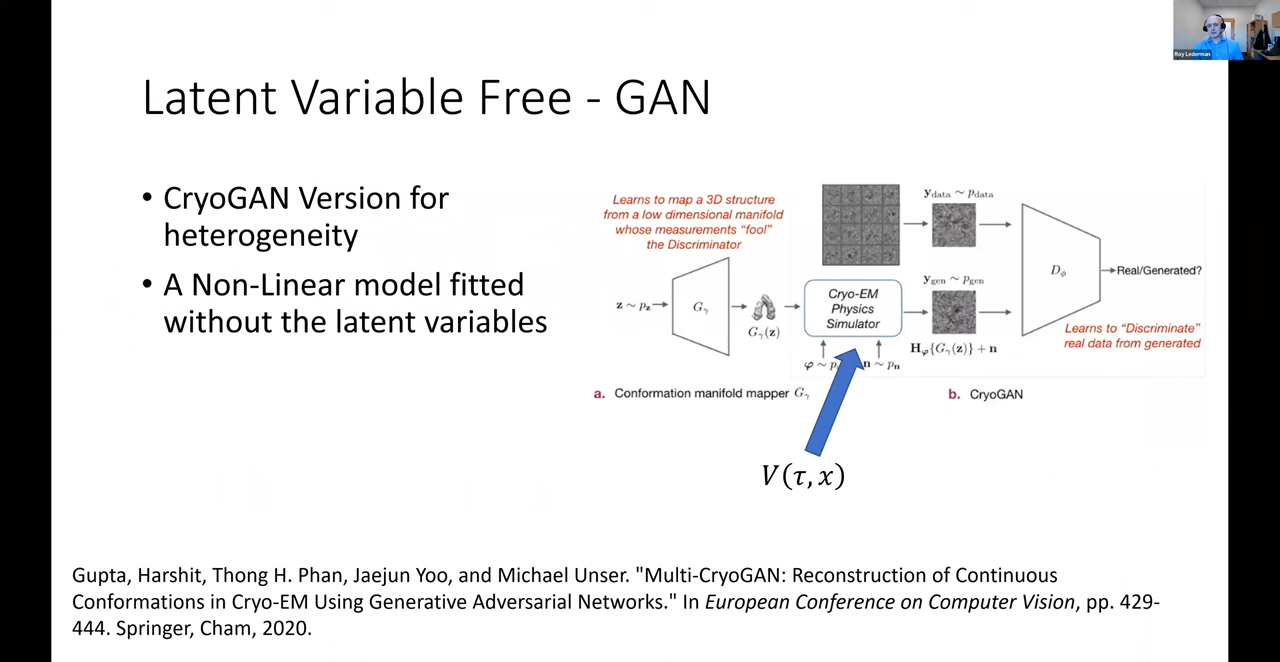 Roy Lederman
Latent Variable Free - GAN
• CryoGAN Version for
heterogeneity
• A Non-Linear model fitted
without the latent variables
Learns to map a 3D structure
from a low dimensional manifold
whose measurements “fool”
the Discriminator
z ~ p_z
G_γ
G_γ(z)
Cryo-EM
Physics
Simulator
φ ~ p
n ~ p_n
y_data ~ p_data
y_gen ~ p_gen
H_φ{G_γ(z)} + n
D_ϕ
Real/Generated?
Learns to “Discriminate”
real data from generated
a. Conformation manifold mapper G_γ
b. CryoGAN
V(τ, x)
Gupta, Harshit, Thong H. Phan, Jaejun Yoo, and Michael Unser. "Multi-CryoGAN: Reconstruction of Continuous
Conformations in Cryo-EM Using Generative Adversarial Networks." In European Conference on Computer Vision, pp. 429-
444. Springer, Cham, 2020.